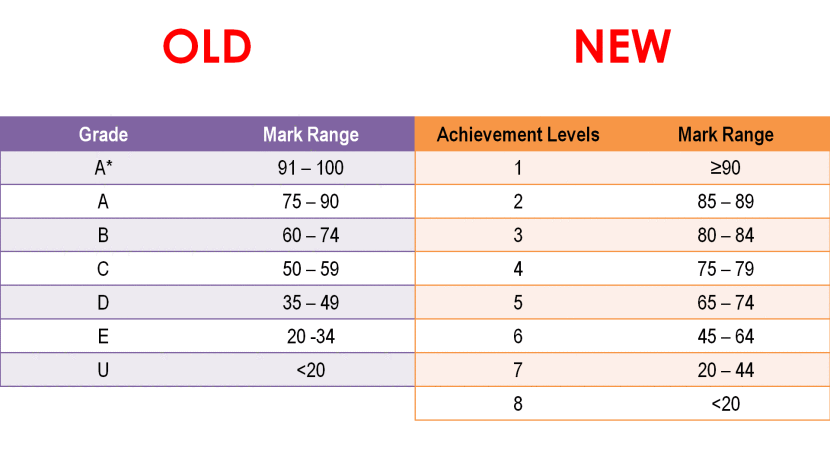 OLD NEW
Grade Mark Range Achievement Levels Mark Range
A* 91 – 100 1 ≥90
A 75 – 90 2 85 – 89
B 60 – 74 3 80 – 84
C 50 – 59 4 75 – 79
D 35 – 49 5 65 – 74
E 20 -34 6 45 – 64
U <20 7 20 – 44
8 <20